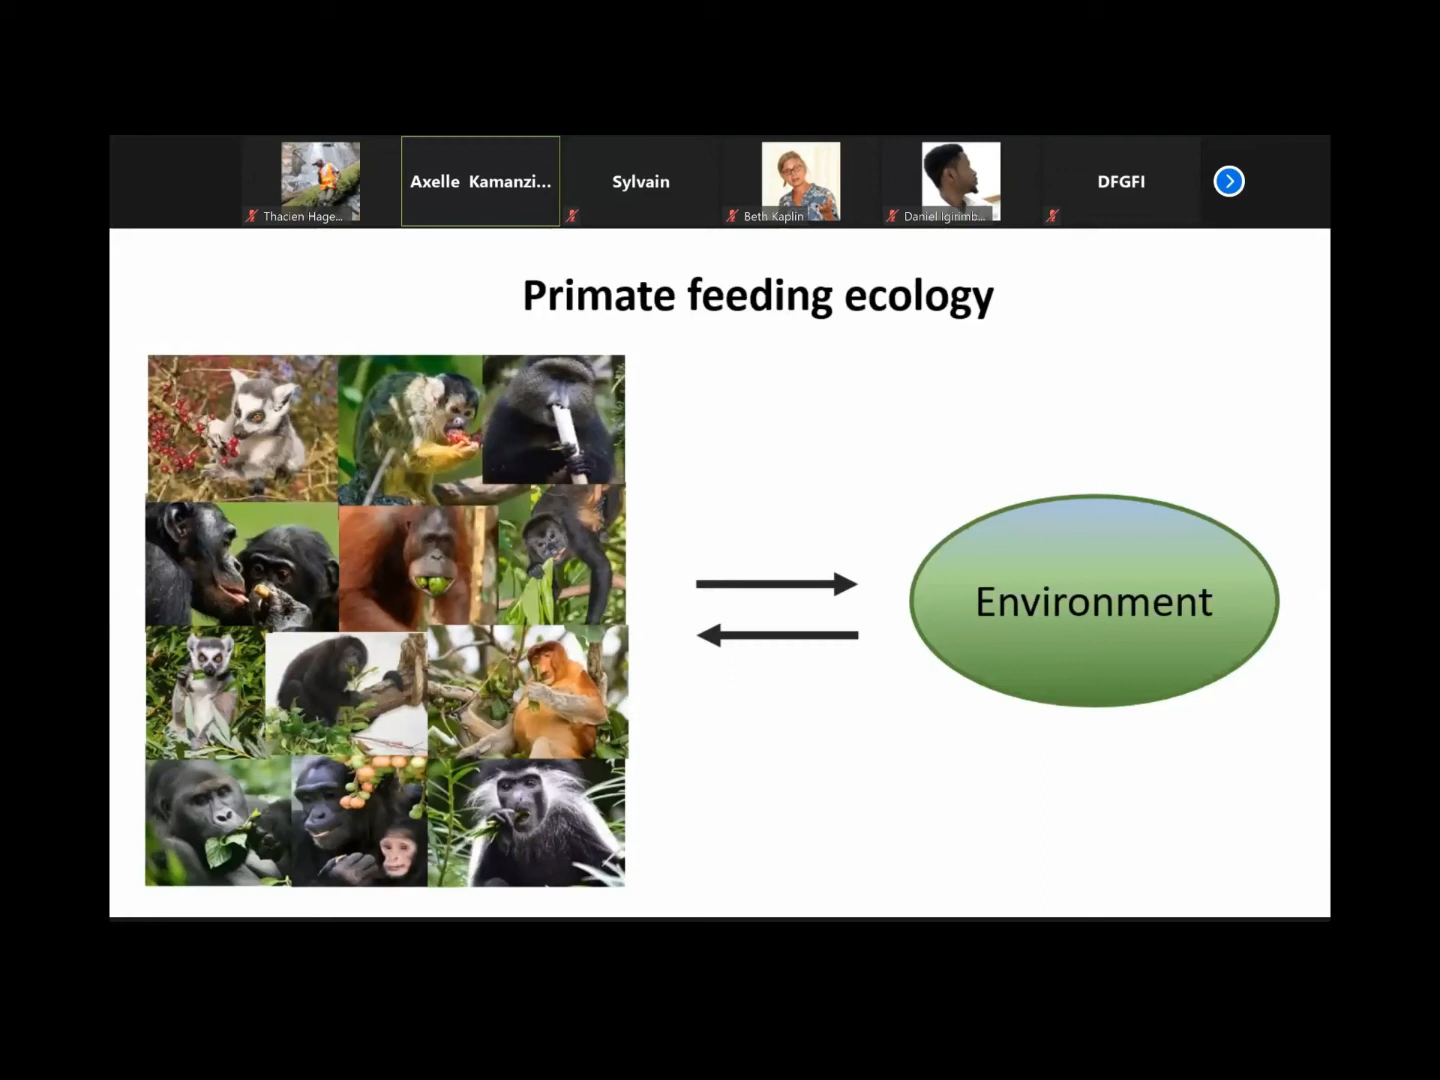 Axelle Kamanzi...
Sylvain
DFGFI
Thacien Hage...
Beth Kaplin
Daniel Igirimb...
Primate feeding ecology
Environment